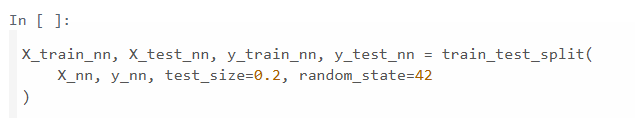 In [ ]:
X_train_nn, X_test_nn, y_train_nn, y_test_nn = train_test_split(
    X_nn, y_nn, test_size=0.2, random_state=42
)